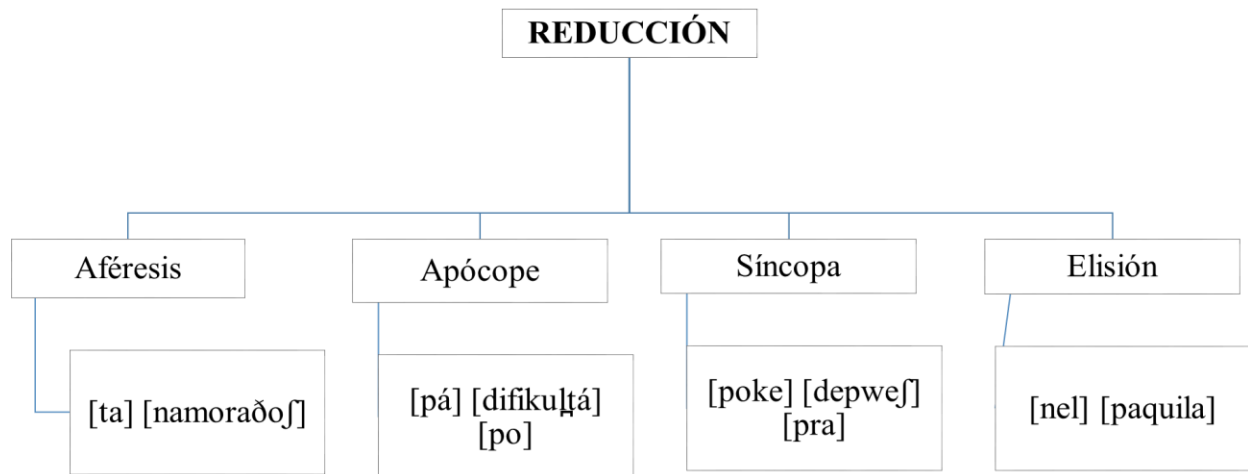 REDUCCIÓN
Aféresis
Apócope
Síncopa
Elisión
[ta] [namoraðoʃ]
[pá] [difikul̪t̪á]
[po]
[poke] [depweʃ]
[pra]
[nel] [paquila]